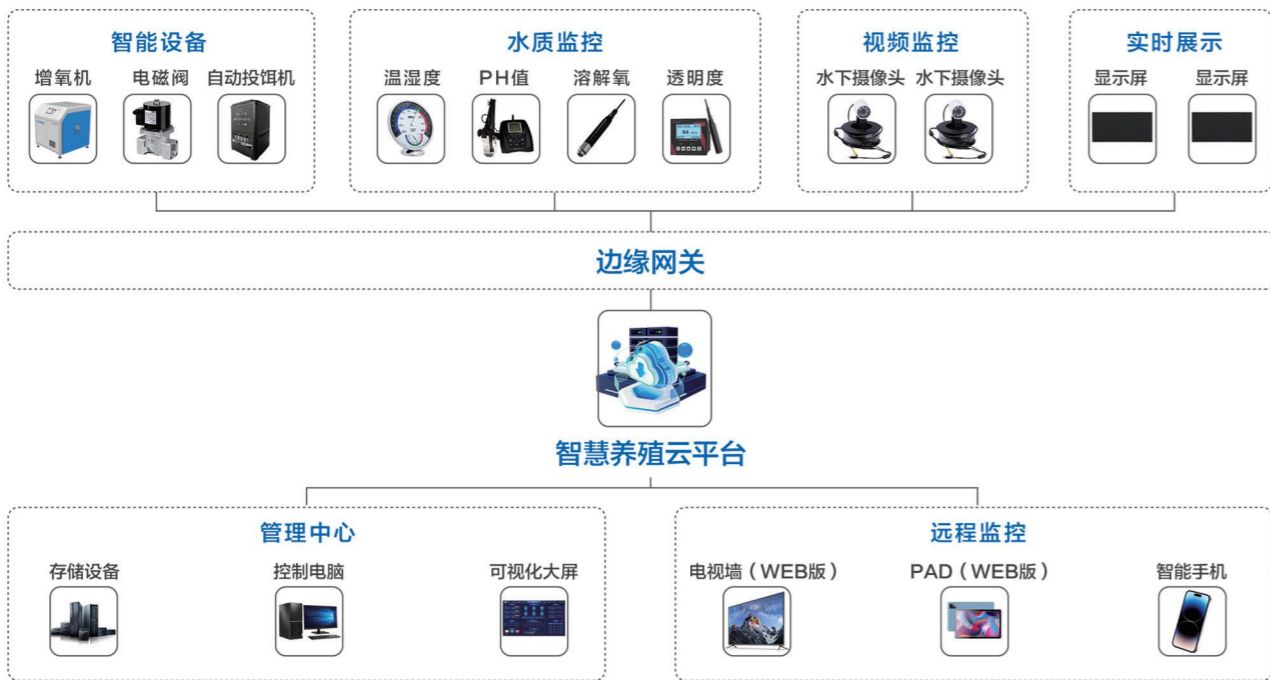 智能设备
增氧机 电磁阀 自动投饵机
水质监控
温湿度 PH值 溶解氧 透明度
视频监控
水下摄像头 水下摄像头
实时展示
显示屏 显示屏
边缘网关
智慧养殖云平台
管理中心
存储设备 控制电脑 可视化大屏
远程监控
电视墙（WEB版） PAD（WEB版） 智能手机